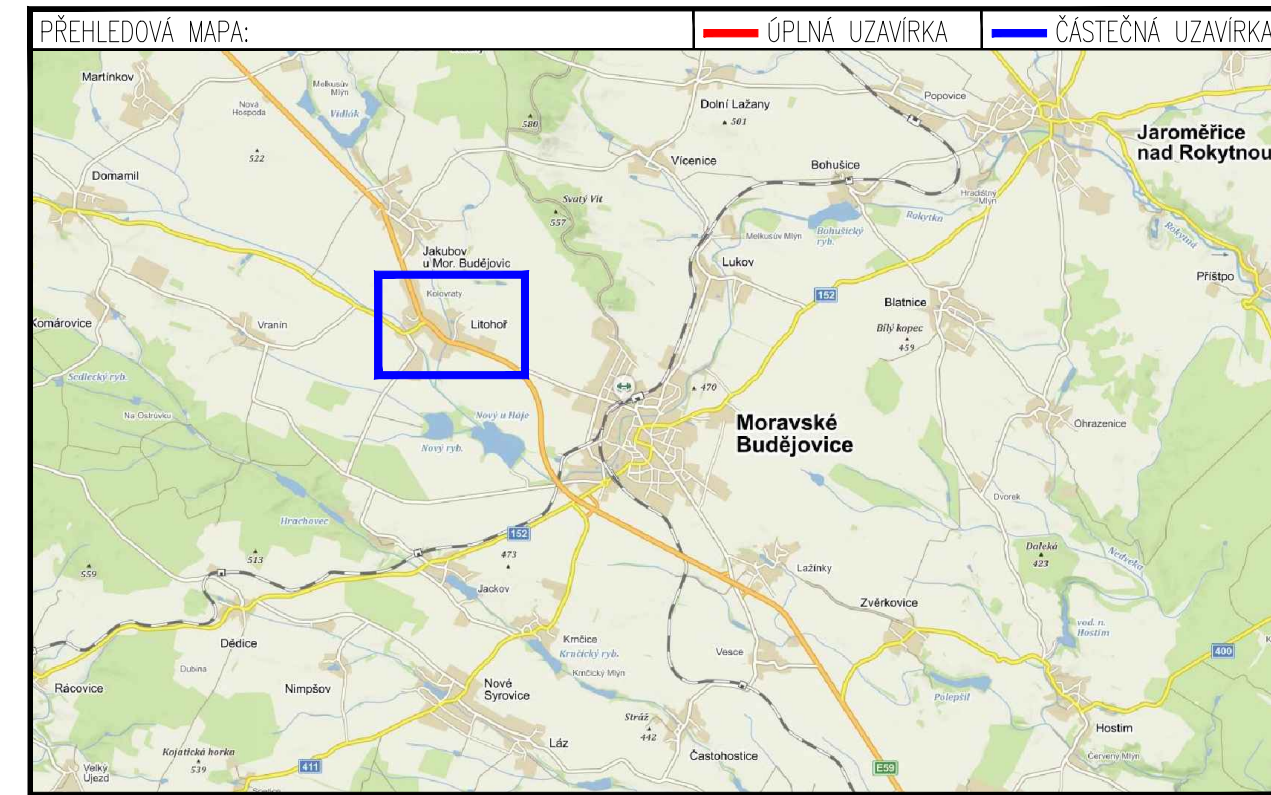 PŘEHLEDOVÁ MAPA:
ÚPLNÁ UZAVÍRKA
ČÁSTEČNÁ UZAVÍRKA
Martínkov
Melkusův
Mlýn
Nová
Hospoda
Vidlák
580
Dolní Lažany
501
Popovice
Jaroměřice
nad Rokytnou
522
Vícenice
Bohušice
Domamil
Svatý Vít
557
Hradištný
Mlýn
Rokytka
Rokytná
Melkusův Mlýn
Bohušický
ryb.
Jakubov
u Mor. Budějovic
Lukov
Příštpo
Kolovraty
152
Blatnice
Komárovice
Vranín
Litohoř
Bílý kopec
459
Sedlecký ryb.
470
Na Ostrůvku
Nový u Háje
Moravské
Budějovice
Ohrazenice
Nový ryb.
Dvorek
Hrachovec
152
513
473
Daleká
423
Nedveka
559
Lažínky
Jackov
Zvěrkovice
vod. n.
Hostim
Dědice
Krnčice
Krnčický ryb.
Vesce
400
Dubina
Krnčický Mlýn
Rácovice
Nimpšov
Nové
Syrovice
Polepšil
Stráž
442
Hostim
Láz
Kojatická horka
539
Častohostice
Červený Mlýn
Velký
Újezd
411
E59